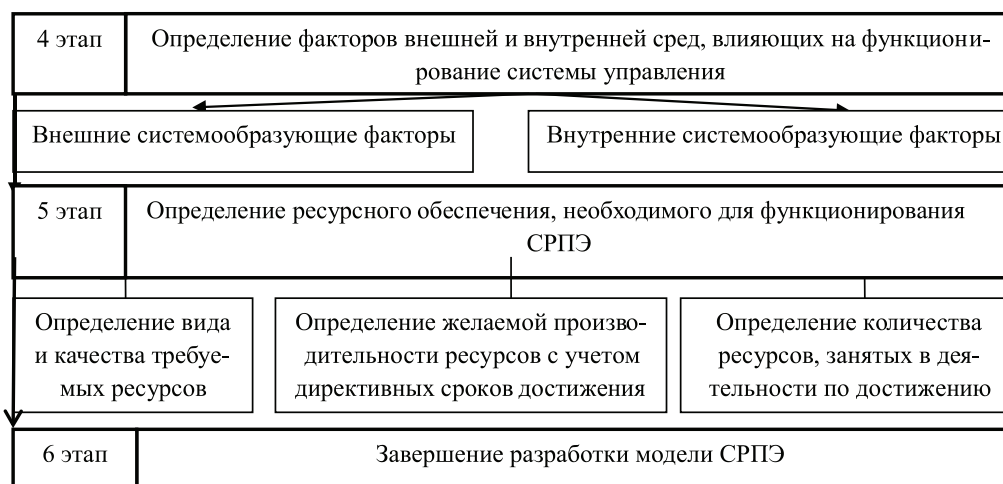 4 этап
Определение факторов внешней и внутренней сред, влияющих на функциони-
рование системы управления
Внешние системообразующие факторы
Внутренние системообразующие факторы
5 этап
Определение ресурсного обеспечения, необходимого для функционирования
СРПЭ
Определение вида
и качества требуе-
мых ресурсов
Определение желаемой произво-
дительности ресурсов с учетом
директивных сроков достижения
Определение количества
ресурсов, занятых в дея-
тельности по достижению
6 этап
Завершение разработки модели СРПЭ